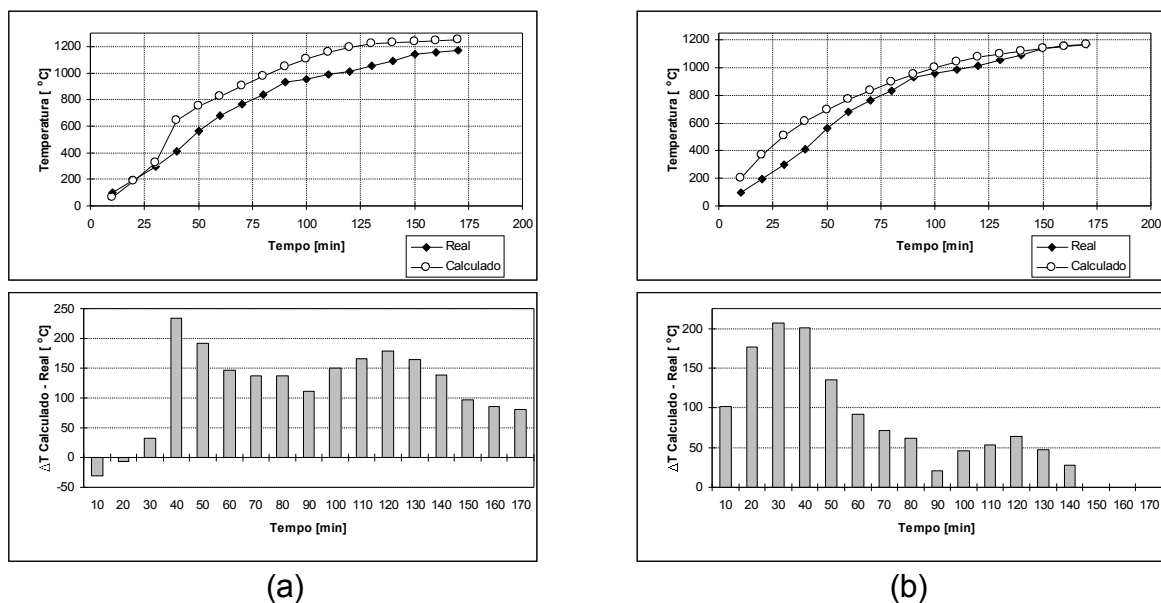 1200
1000
800
600
400
200
0
Temperatura [ °C]
0 25 50 75 100 125 150 175 200
Tempo [min]
Real
Calculado
250
200
150
100
50
0
-50
ΔT Calculado - Real [ °C]
10 20 30 40 50 60 70 80 90 100 110 120 130 140 150 160 170
Tempo [min]
(a)
1200
1000
800
600
400
200
0
Temperatura [ °C]
0 25 50 75 100 125 150 175 200
Tempo [min]
Real
Calculado
200
150
100
50
0
ΔT Calculado - Real [ °C]
10 20 30 40 50 60 70 80 90 100 110 120 130 140 150 160 170
Tempo [min]
(b)